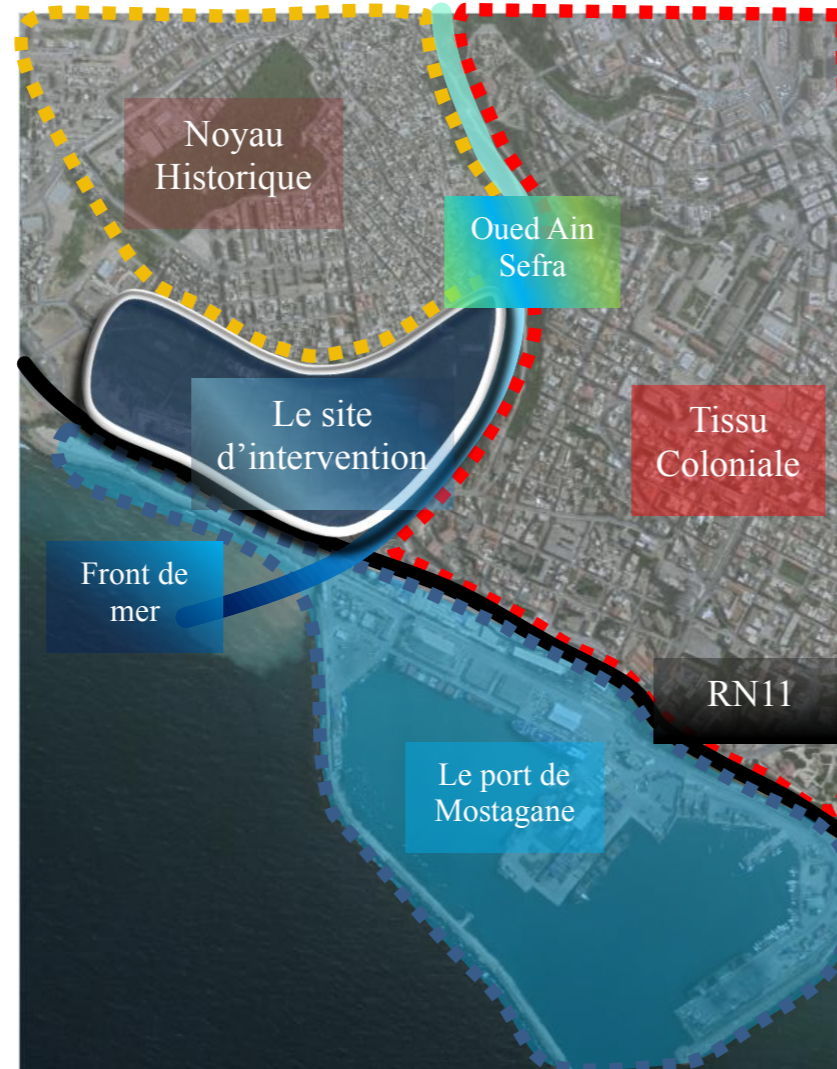 Noyau
Historique
Oued Ain
Sefra
Le site
d’intervention
Tissu
Coloniale
Front de
mer
RN11
Le port de
Mostagane